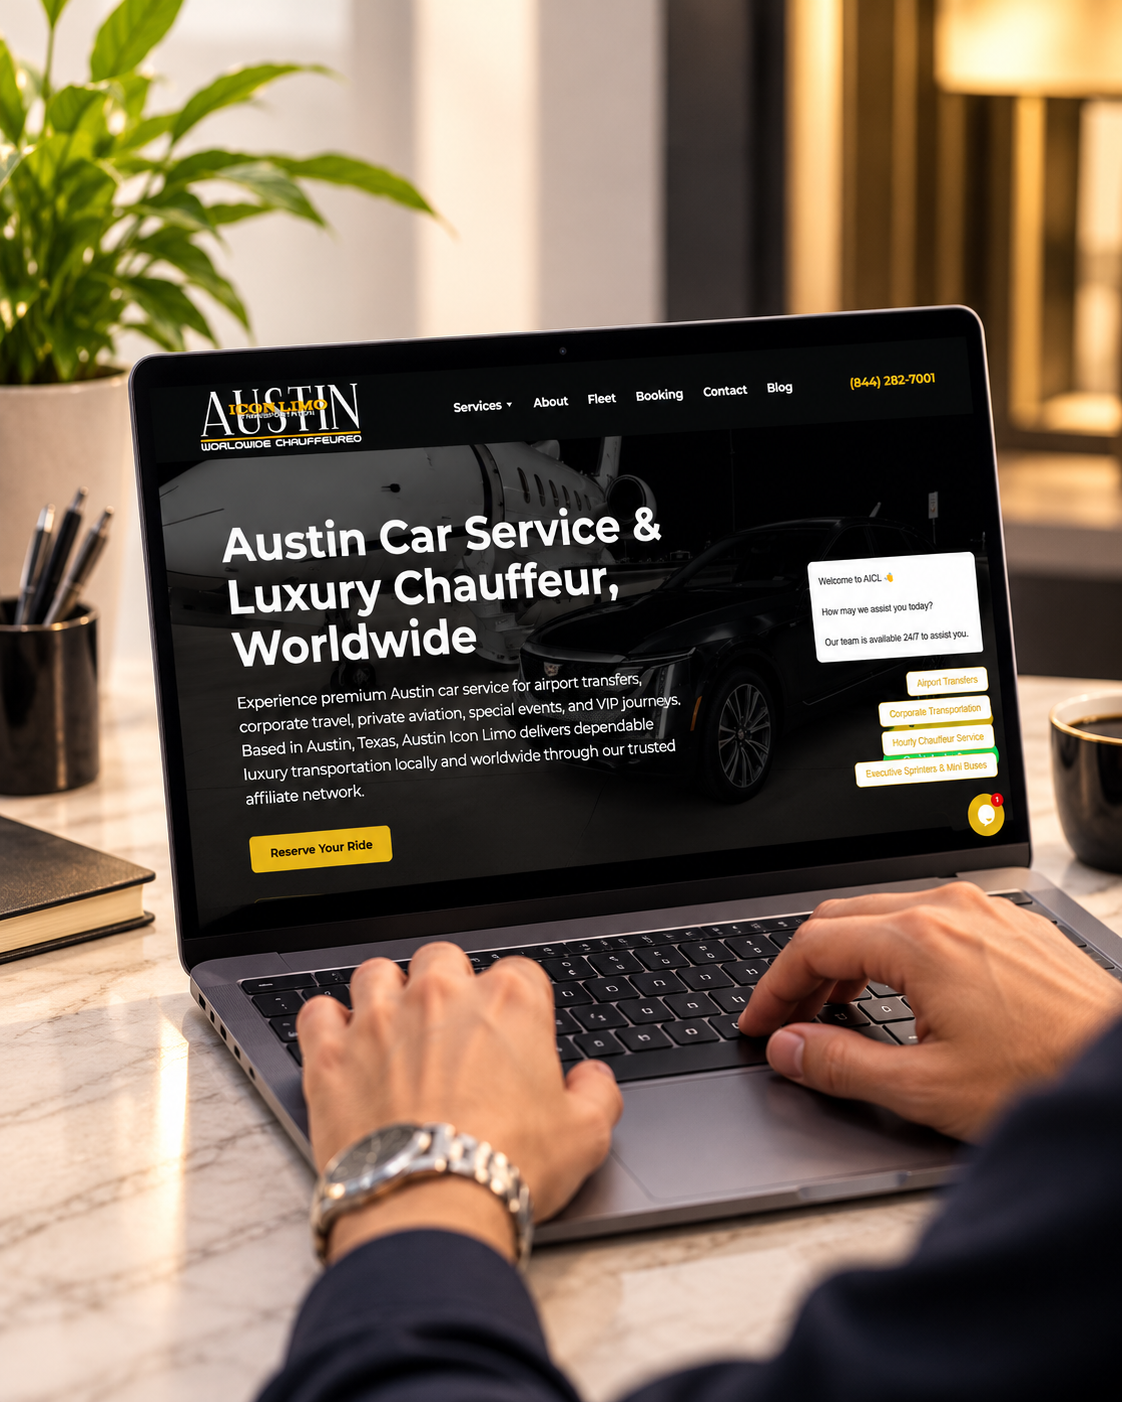 AUSTIN
ICON LIMO
WORLDWIDE CHAUFFEURED
Services
About
Fleet
Booking
Contact
Blog
(844) 282-7001
Austin Car Service &
Luxury Chauffeur,
Worldwide
Experience premium Austin car service for airport transfers,
corporate travel, private aviation, special events, and VIP journeys.
Based in Austin, Texas, Austin Icon Limo delivers dependable
luxury transportation locally and worldwide through our trusted
affiliate network.
Reserve Your Ride
Welcome to AICL 👋
How may we assist you today?
Our team is available 24/7 to assist you.
Airport Transfers
Corporate Transportation
Hourly Chauffeur Service
Executive Sprinters & Mini Buses
1